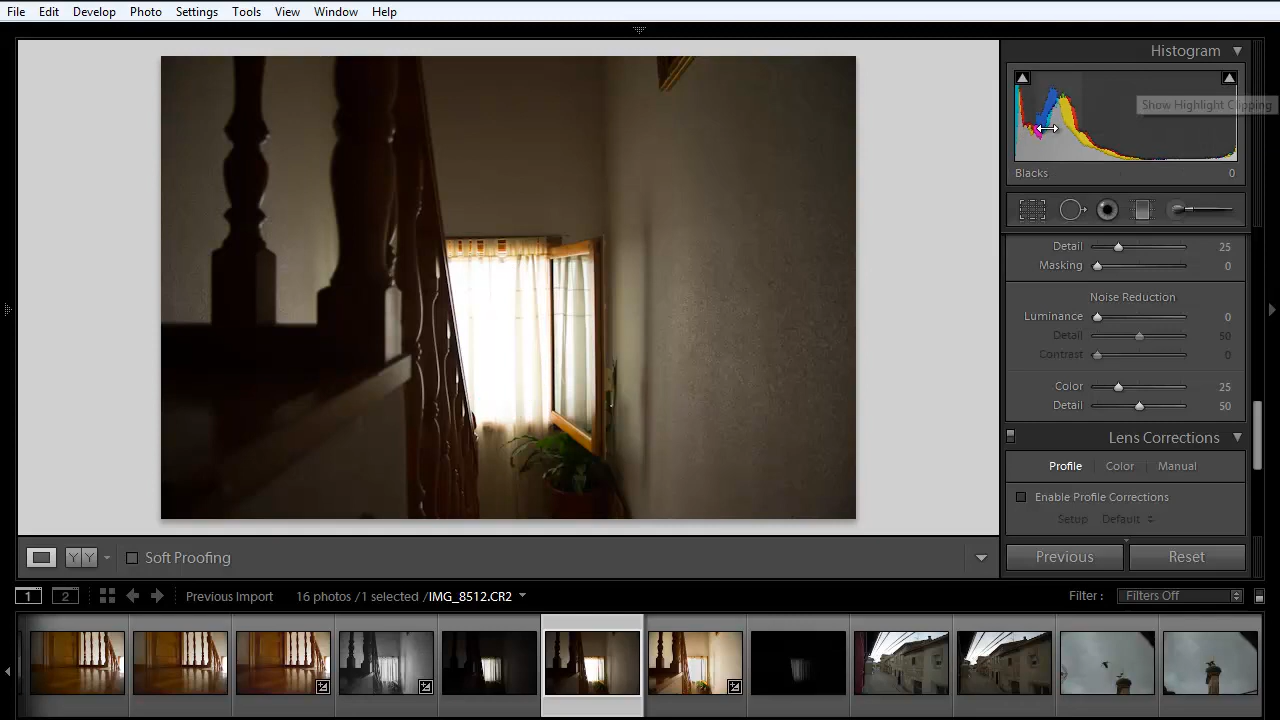 File Edit Develop Photo Settings Tools View Window Help
Histogram
Show Highlight Clipping
Blacks 0
Detail 25
Masking 0
Noise Reduction
Luminance 0
Detail 50
Contrast 0
Color 25
Detail 50
Lens Corrections
Profile Color Manual
Enable Profile Corrections
Setup Default
Previous Reset
Y Y Soft Proofing
1 2 Previous Import 16 photos /1 selected /IMG_8512.CR2 Filter : Filters Off